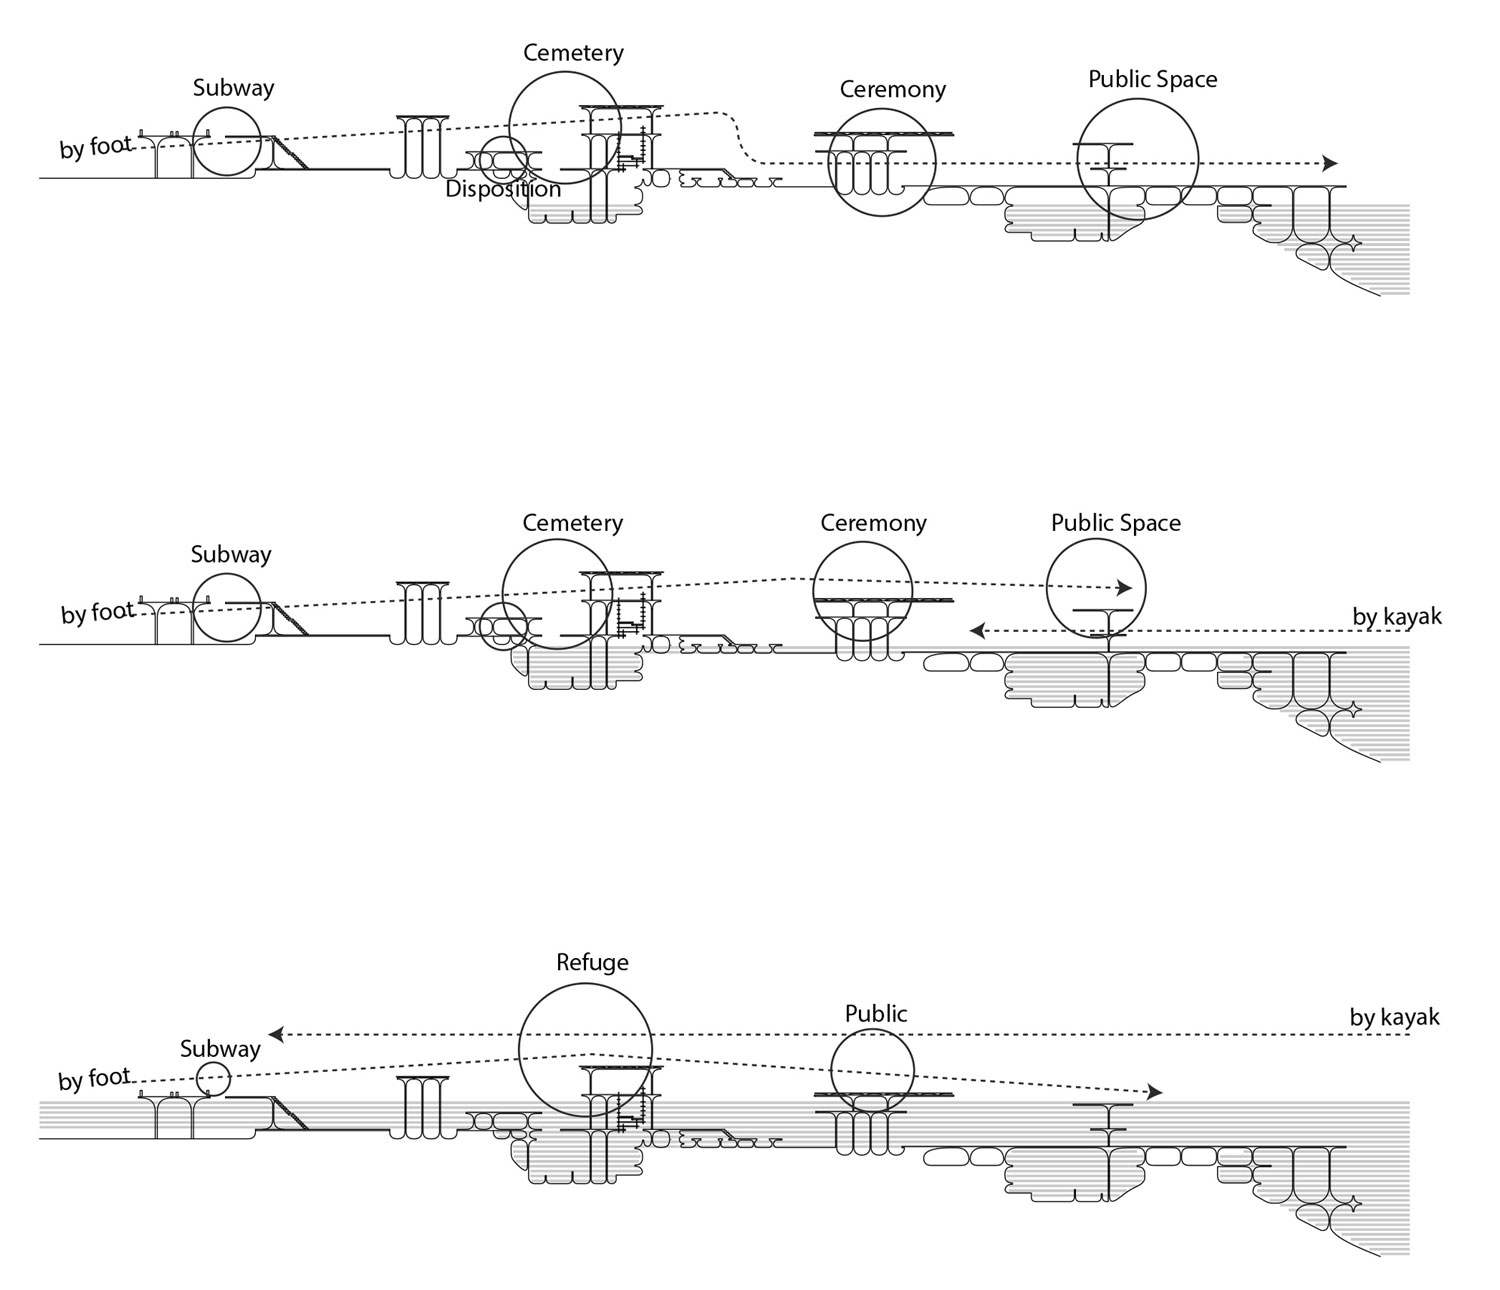 Cemetery
Subway
Ceremony
Public Space
by foot
Disposition
Subway
Cemetery
Ceremony
Public Space
by foot
by kayak
Refuge
Public
by kayak
Subway
by foot